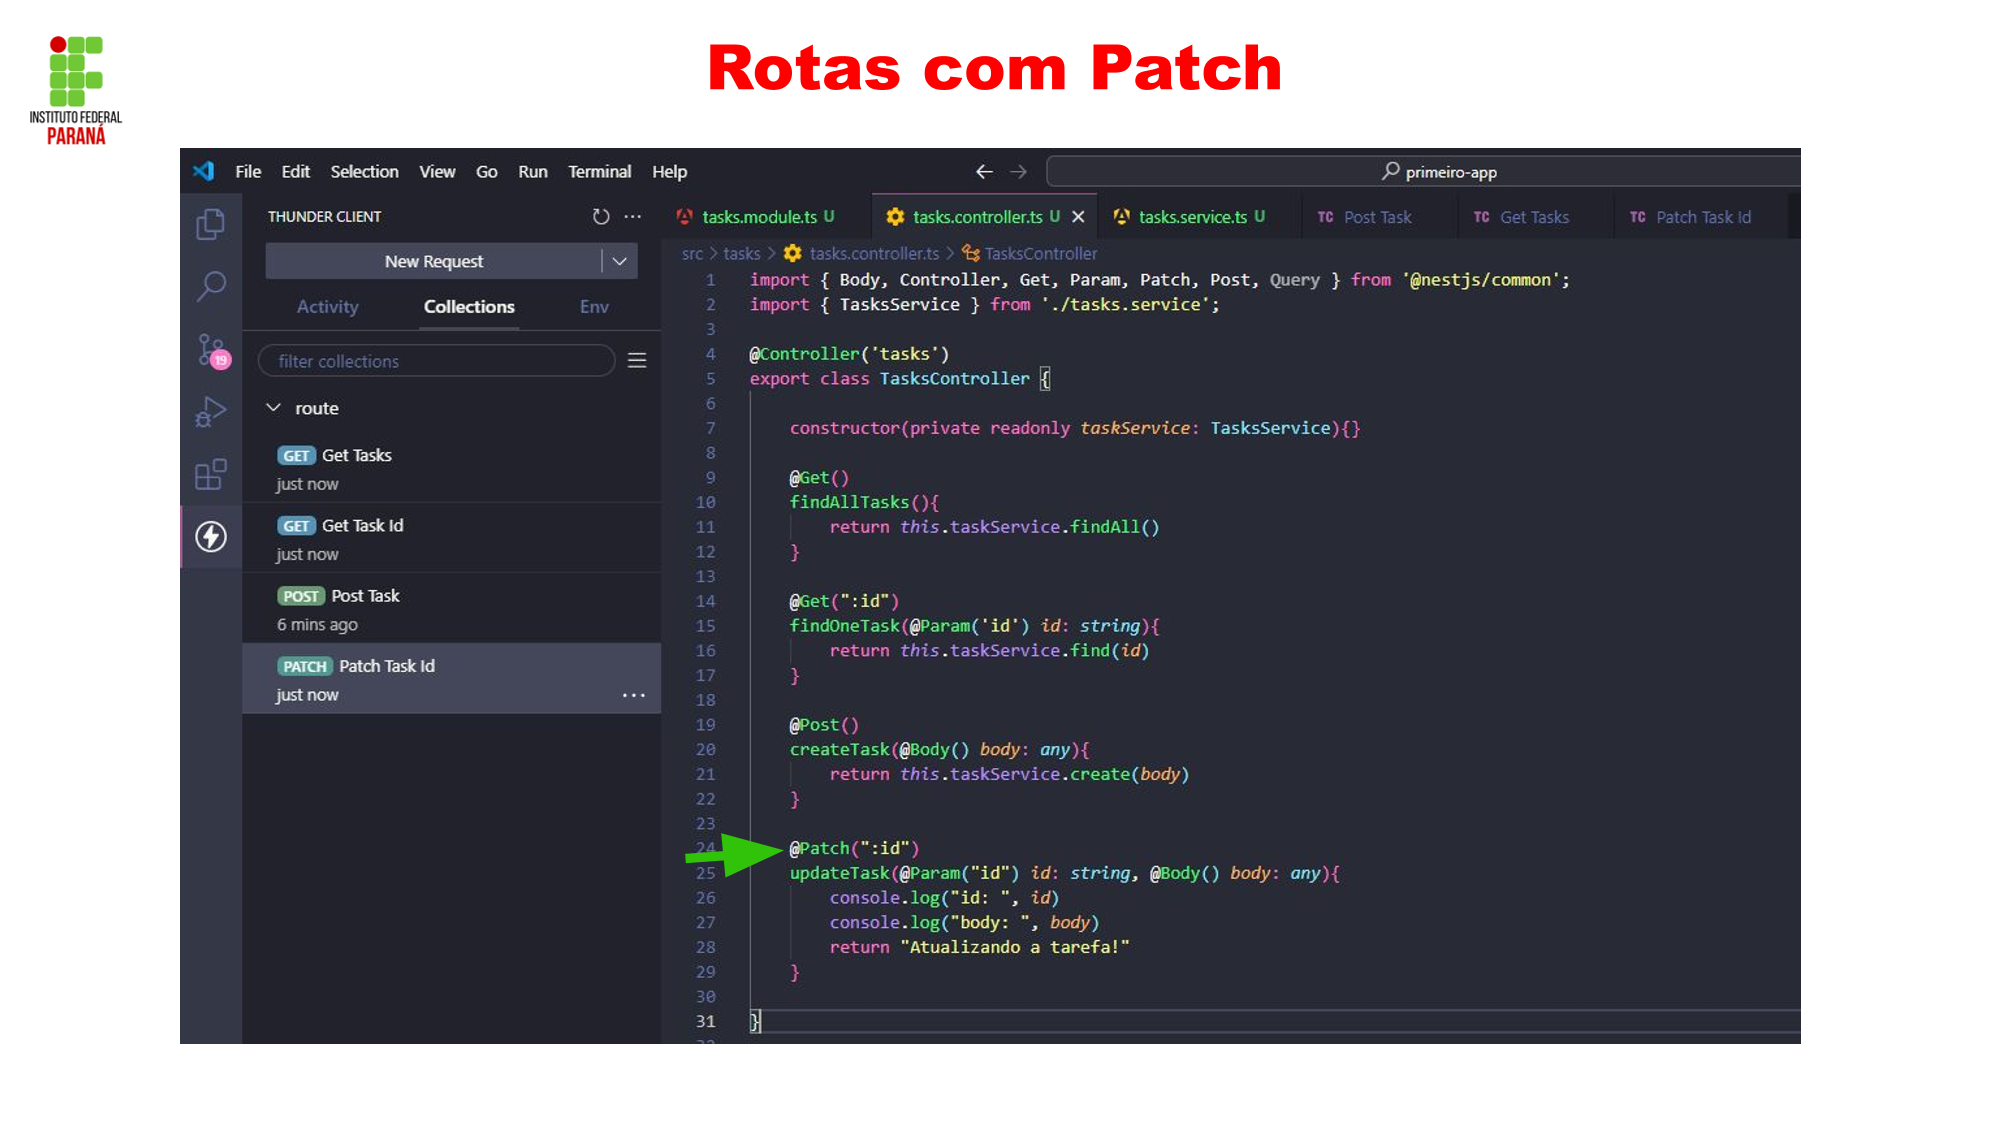 Rotas com Patch
INSTITUTO FEDERAL
PARANÁ
File Edit Selection View Go Run Terminal Help
primeiro-app
THUNDER CLIENT
tasks.module.ts U
tasks.controller.ts U
tasks.service.ts U
TC Post Task
TC Get Tasks
TC Patch Task Id
New Request
Activity Collections Env
filter collections
route
GET Get Tasks
just now
GET Get Task Id
just now
POST Post Task
6 mins ago
PATCH Patch Task Id
just now
19
src > tasks > tasks.controller.ts > TasksController
1 import { Body, Controller, Get, Param, Patch, Post, Query } from '@nestjs/common';
2 import { TasksService } from './tasks.service';
3
4 @Controller('tasks')
5 export class TasksController {
6
7 constructor(private readonly taskService: TasksService){}
8
9 @Get()
10 findAllTasks(){
11 return this.taskService.findAll()
12 }
13
14 @Get(":id")
15 findOneTask(@Param('id') id: string){
16 return this.taskService.find(id)
17 }
18
19 @Post()
20 createTask(@Body() body: any){
21 return this.taskService.create(body)
22 }
23
24 @Patch(":id")
25 updateTask(@Param("id") id: string, @Body() body: any){
26 console.log("id: ", id)
27 console.log("body: ", body)
28 return "Atualizando a tarefa!"
29 }
30
31 }